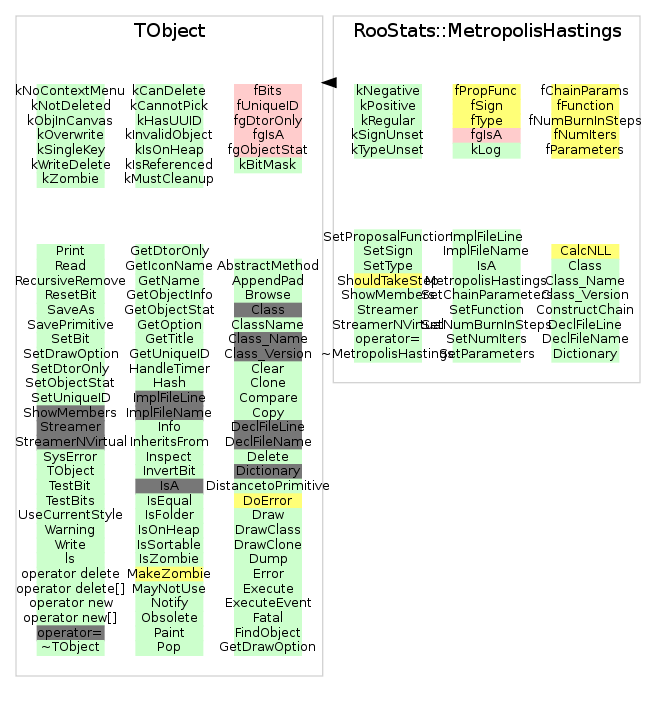 TObject
kNoContextMenu
kNotDeleted
kObjInCanvas
kOverwrite
kSingleKey
kWriteDelete
kZombie
kCanDelete
kCannotPick
kHasUUID
kInvalidObject
kIsOnHeap
kIsReferenced
kMustCleanup
fBits
fUniqueID
fgDtorOnly
fgIsA
fgObjectStat
kBitMask
Print
Read
RecursiveRemove
ResetBit
SaveAs
SavePrimitive
SetBit
SetDrawOption
SetDtorOnly
SetObjectStat
SetUniqueID
ShowMembers
Streamer
StreamerNVirtual
SysError
TObject
TestBit
TestBits
UseCurrentStyle
Warning
Write
ls
operator delete
operator delete[]
operator new
operator new[]
operator=
~TObject
GetDtorOnly
GetIconName
GetName
GetObjectInfo
GetObjectStat
GetOption
GetTitle
GetUniqueID
HandleTimer
Hash
ImplFileLine
ImplFileName
Info
InheritsFrom
Inspect
InvertBit
IsA
IsEqual
IsFolder
IsOnHeap
IsSortable
IsZombie
MakeZombie
MayNotUse
Notify
Obsolete
Paint
Pop
AbstractMethod
AppendPad
Browse
Class
ClassName
Class_Name
Class_Version
Clear
Clone
Compare
Copy
DeclFileLine
DeclFileName
Delete
Dictionary
DistancetoPrimitive
DoError
Draw
DrawClass
DrawClone
Dump
Error
Execute
ExecuteEvent
Fatal
FindObject
GetDrawOption
RooStats::MetropolisHastings
kNegative
kPositive
kRegular
kSignUnset
kTypeUnset
fPropFunc
fSign
fType
fgIsA
kLog
fChainParams
fFunction
fNumBurnInSteps
fNumIters
fParameters
SetProposalFunction
SetSign
SetType
ShouldTakeStep
ShowMembers
Streamer
StreamerNVirtual
operator=
~MetropolisHastings
ImplFileLine
ImplFileName
IsA
MetropolisHastings
SetChainParameters
SetFunction
SetNumBurnInSteps
SetNumIters
SetParameters
CalcNLL
Class
Class_Name
Class_Version
ConstructChain
DeclFileLine
DeclFileName
Dictionary